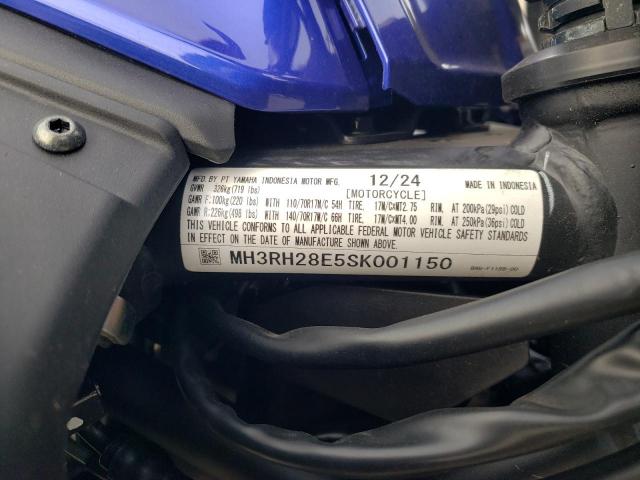 MFD. BY PT YAMAHA INDONESIA MOTOR MFG. 12/24 MADE IN INDONESIA
GVWR 326kg(719 lbs) [MOTORCYCLE]
GAWR F:100kg(220 lbs) WITH 110/70R17M/C 54H TIRE, 17M/CxMT2.75 RIM, AT 200kPa(29psi)COLD
GAWR R:226kg(498 lbs) WITH 140/70R17M/C 66H TIRE, 17M/CxMT4.00 RIM, AT 250kPa(36psi)COLD
THIS VEHICLE CONFORMS TO ALL APPLICABLE FEDERAL MOTOR VEHICLE SAFETY STANDARDS
IN EFFECT ON THE DATE OF MANUFACTURE SHOWN ABOVE.
MH3RH28E5SK001150